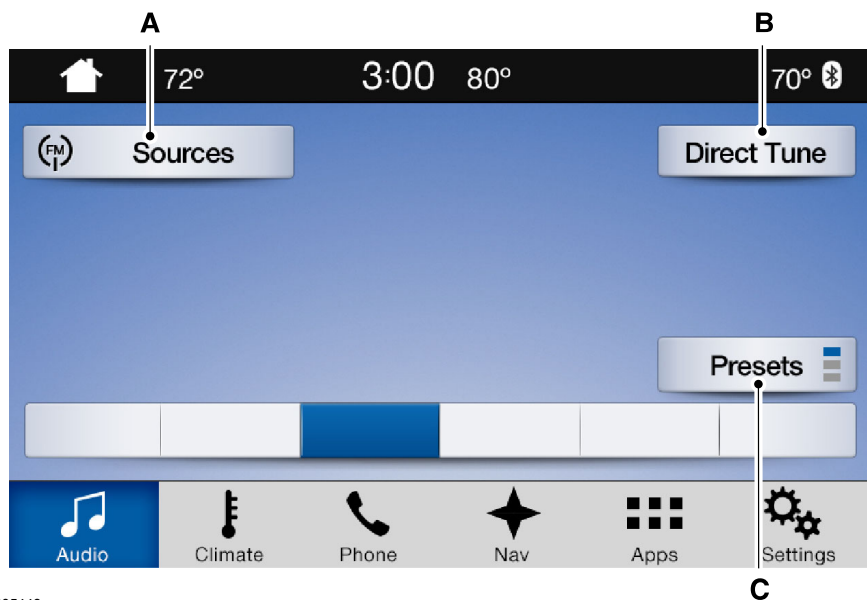 A B
72° 3:00 80° 70°
FM Sources Direct Tune
Presets
Audio Climate Phone Nav Apps Settings
C